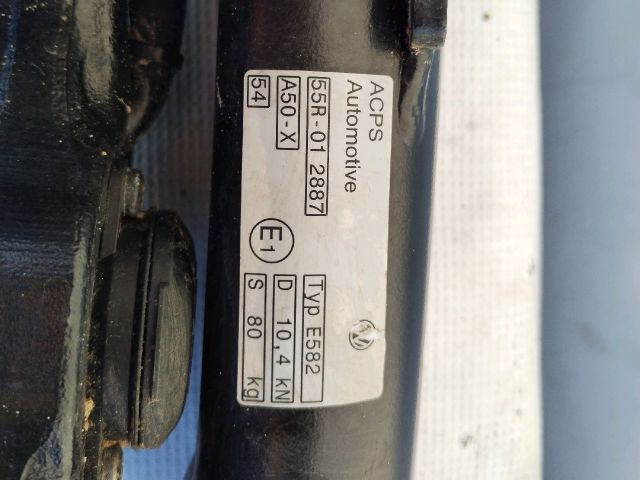 ACPS
Automotive
55R-01 2887
A50-X
54
E1
Typ E582
D 10,4 kN
S 80 kg